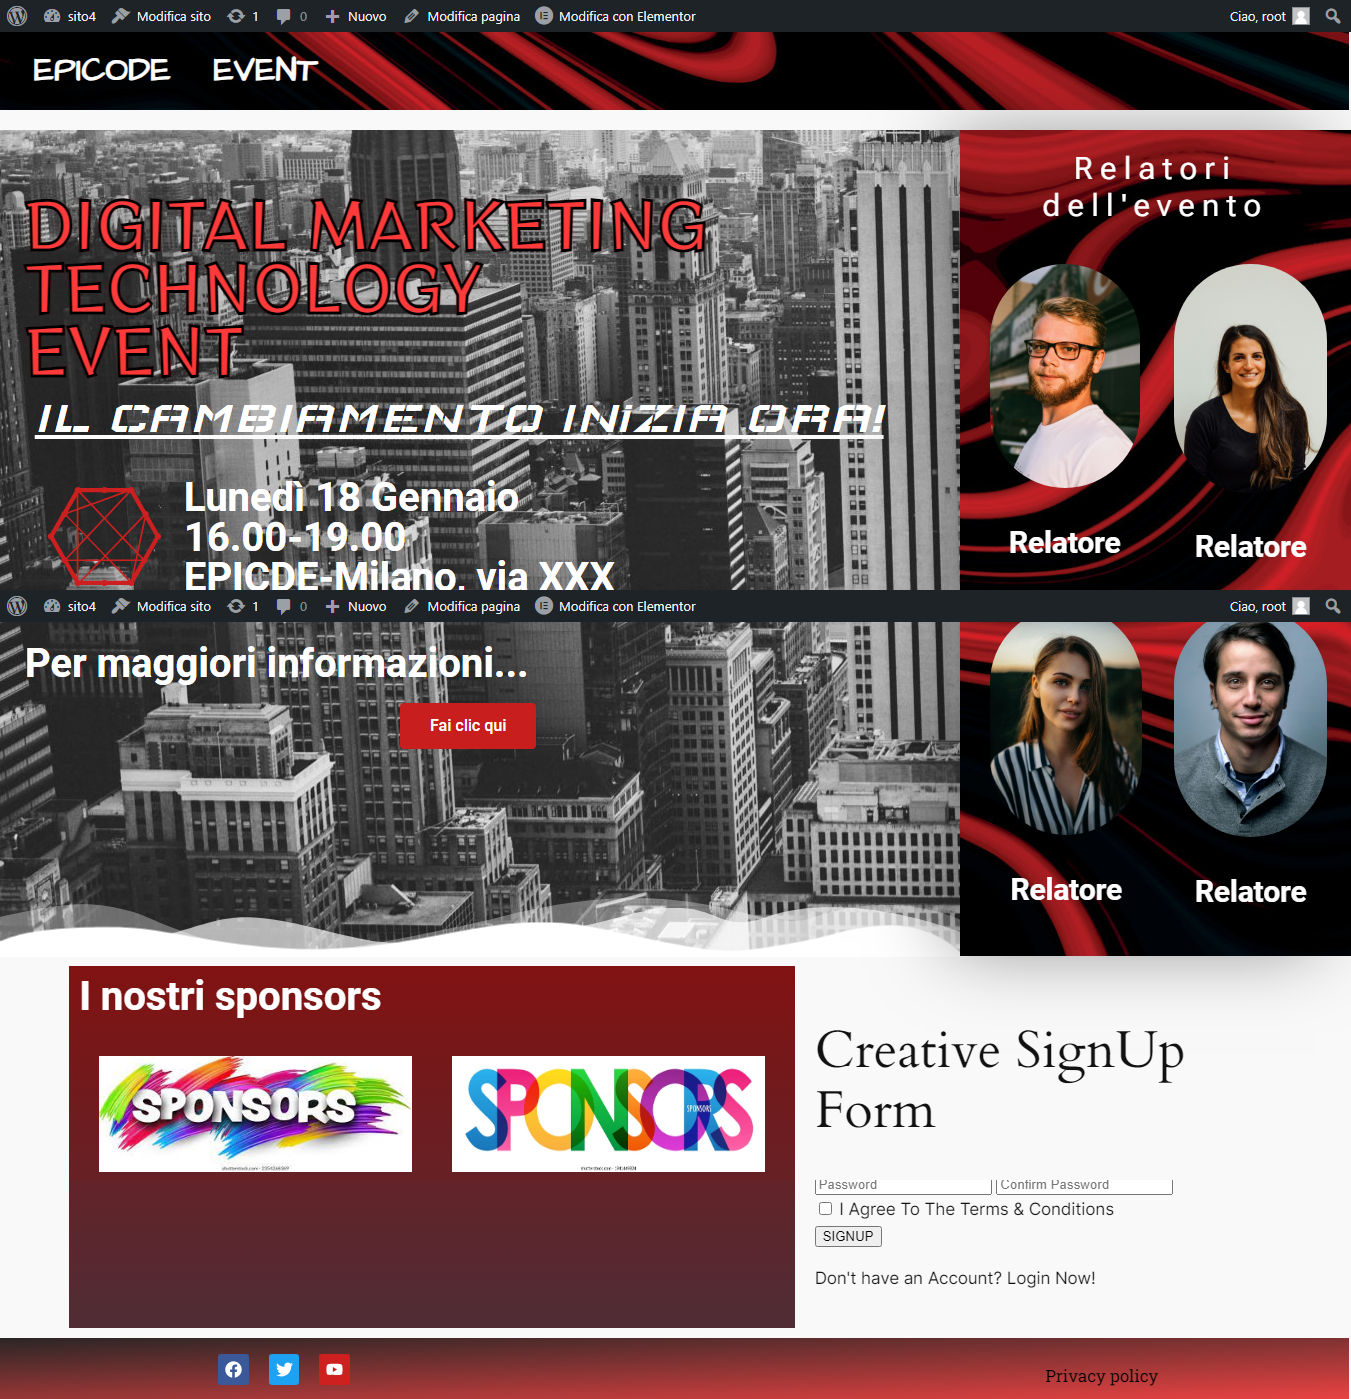 sito4 Modifica sito 1 0 Nuovo Modifica pagina Modifica con Elementor Ciao, root
EPICODE EVENT
DIGITAL MARKETING
TECHNOLOGY
EVENT
IL CAMBIAMENTO INiZIA ORA!
Lunedì 18 Gennaio
16.00-19.00
EPICDE-Milano, via XXX
Relatori
dell'evento
Relatore
Relatore
sito4 Modifica sito 1 0 Nuovo Modifica pagina Modifica con Elementor Ciao, root
Per maggiori informazioni...
Fai clic qui
Relatore
Relatore
I nostri sponsors
SPONSORS
SPONSORS
SPONSORS
Creative SignUp
Form
Password Confirm Password
I Agree To The Terms & Conditions
SIGNUP
Don't have an Account? Login Now!
Privacy policy